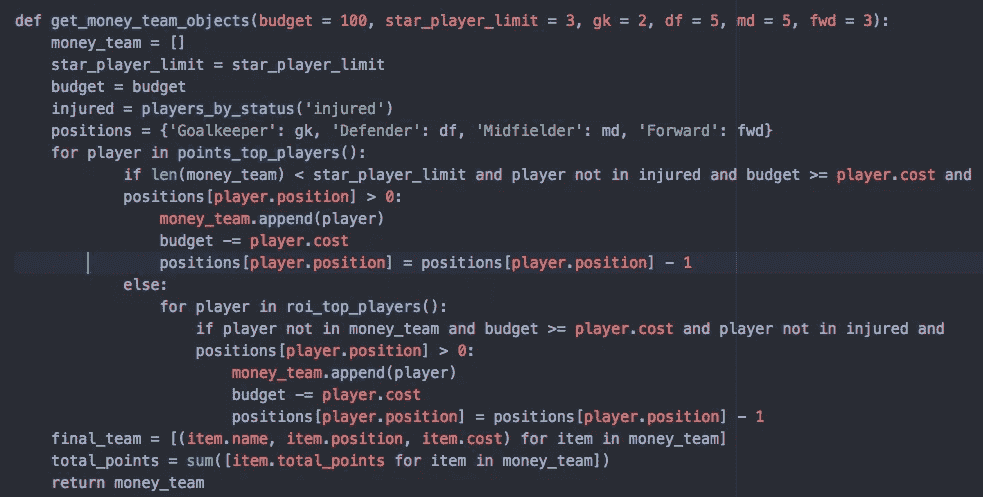 def get_money_team_objects(budget = 100, star_player_limit = 3, gk = 2, df = 5, md = 5, fwd = 3):
    money_team = []
    star_player_limit = star_player_limit
    budget = budget
    injured = players_by_status('injured')
    positions = {'Goalkeeper': gk, 'Defender': df, 'Midfielder': md, 'Forward': fwd}
    for player in points_top_players():
            if len(money_team) < star_player_limit and player not in injured and budget >= player.cost and
            positions[player.position] > 0:
                money_team.append(player)
                budget -= player.cost
                positions[player.position] = positions[player.position] - 1
            else:
                for player in roi_top_players():
                    if player not in money_team and budget >= player.cost and player not in injured and
                    positions[player.position] > 0:
                        money_team.append(player)
                        budget -= player.cost
                        positions[player.position] = positions[player.position] - 1
    final_team = [(item.name, item.position, item.cost) for item in money_team]
    total_points = sum([item.total_points for item in money_team])
    return money_team